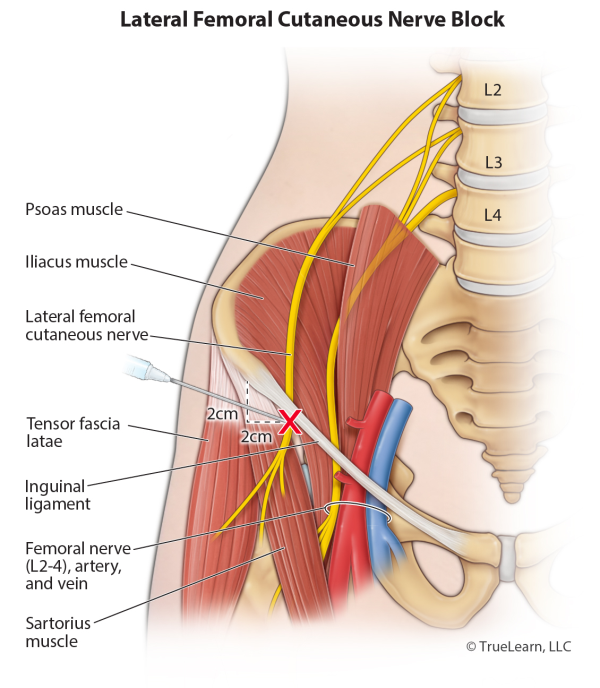 Lateral Femoral Cutaneous Nerve Block
L2
L3
L4
Psoas muscle
Iliacus muscle
Lateral femoral
cutaneous nerve
2cm
2cm
X
Tensor fascia
latae
Inguinal
ligament
Femoral nerve
(L2-4), artery,
and vein
Sartorius
muscle
© TrueLearn, LLC